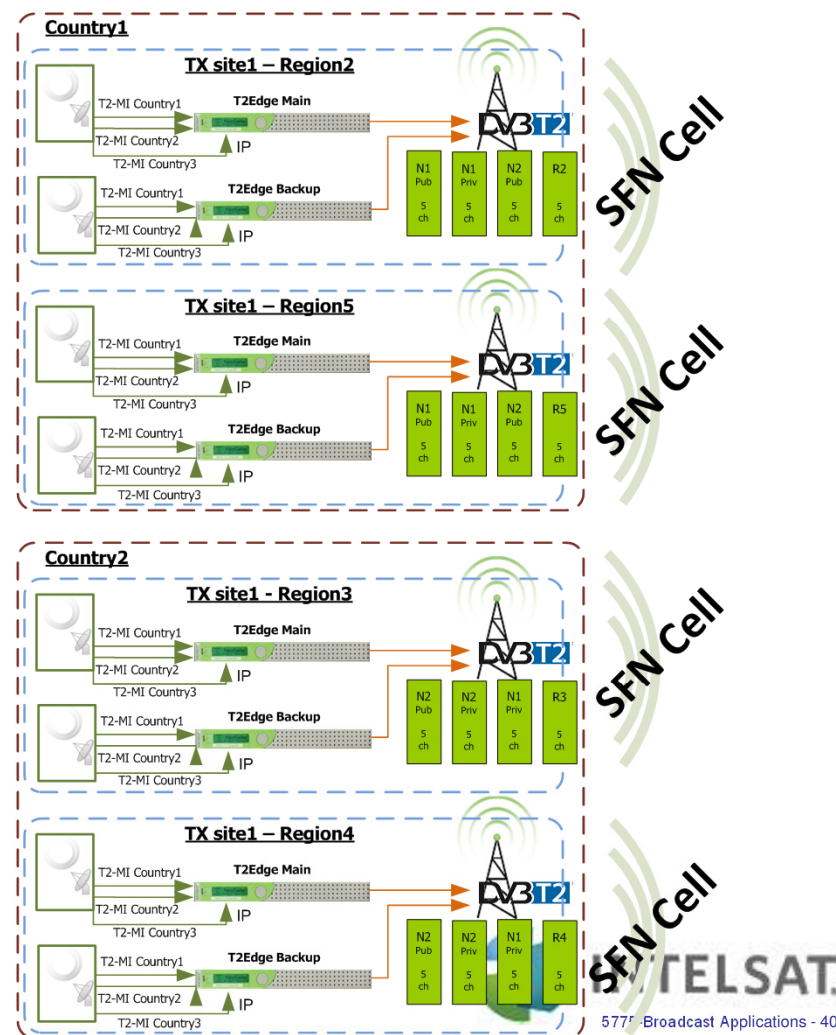 Country1
TX site1 – Region2
T2-MI Country1
T2Edge Main
T2-MI Country2
T2-MI Country3
IP
T2-MI Country1
T2Edge Backup
T2-MI Country2
T2-MI Country3
IP
DVB T2
N1 Pub 5 ch
N1 Priv 5 ch
N2 Pub 5 ch
R2 5 ch
SFN Cell
TX site1 – Region5
T2-MI Country1
T2Edge Main
T2-MI Country2
T2-MI Country3
IP
T2-MI Country1
T2Edge Backup
T2-MI Country2
T2-MI Country3
IP
DVB T2
N1 Pub 5 ch
N1 Priv 5 ch
N2 Pub 5 ch
R5 5 ch
SFN Cell
Country2
TX site1 - Region3
T2-MI Country1
T2Edge Main
T2-MI Country2
T2-MI Country3
IP
T2-MI Country1
T2Edge Backup
T2-MI Country2
T2-MI Country3
IP
DVB T2
N2 Pub 5 ch
N2 Priv 5 ch
N1 Priv 5 ch
R3 5 ch
SFN Cell
TX site1 – Region4
T2-MI Country1
T2Edge Main
T2-MI Country2
T2-MI Country3
IP
T2-MI Country1
T2Edge Backup
T2-MI Country2
T2-MI Country3
IP
DVB T2
N2 Pub 5 ch
N2 Priv 5 ch
N1 Priv 5 ch
R4 5 ch
SFN Cell
INTELSAT.
5775-Broadcast Applications - 40